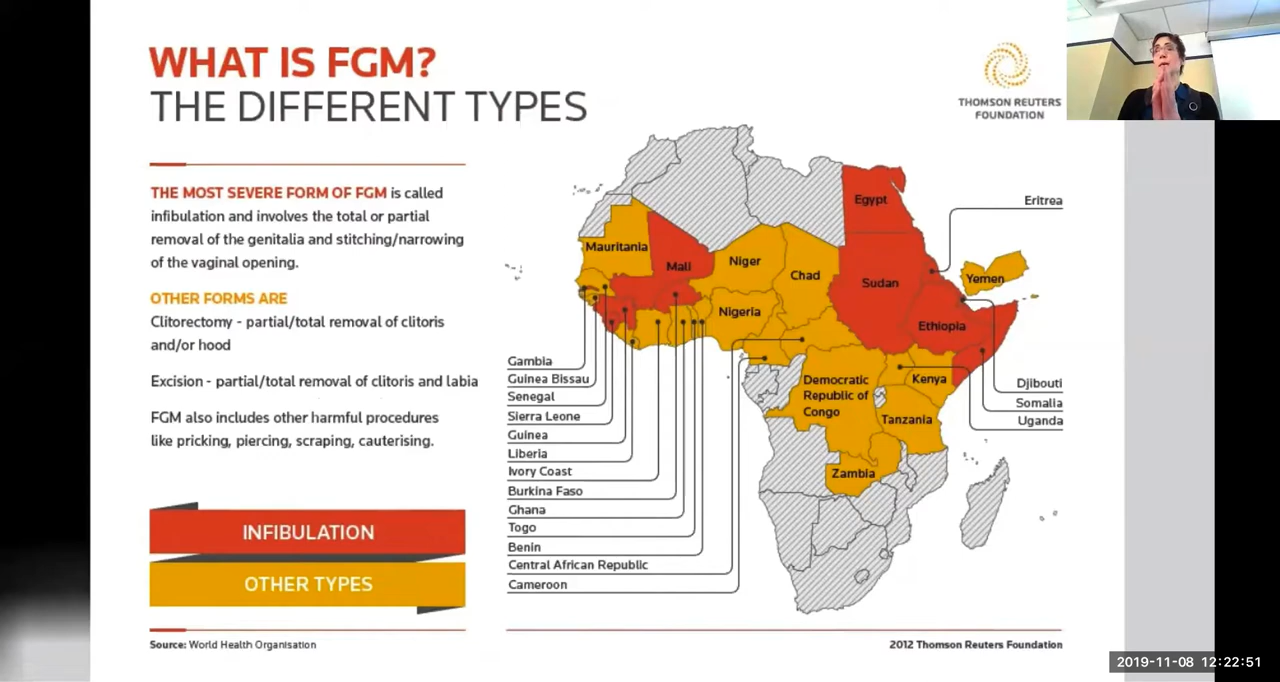 WHAT IS FGM?
THE DIFFERENT TYPES
THOMSON REUTERS
FOUNDATION
THE MOST SEVERE FORM OF FGM is called
infibulation and involves the total or partial
removal of the genitalia and stitching/narrowing
of the vaginal opening.
OTHER FORMS ARE
Clitorectomy - partial/total removal of clitoris
and/or hood
Excision - partial/total removal of clitoris and labia
FGM also includes other harmful procedures
like pricking, piercing, scraping, cauterising.
INFIBULATION
OTHER TYPES
Source: World Health Organisation
Egypt
Eritrea
Mauritania
Mali
Niger
Chad
Sudan
Yemen
Nigeria
Ethiopia
Gambia
Guinea Bissau
Senegal
Sierra Leone
Guinea
Liberia
Ivory Coast
Burkina Faso
Ghana
Togo
Benin
Central African Republic
Cameroon
Democratic
Republic of
Congo
Kenya
Tanzania
Zambia
Djibouti
Somalia
Uganda
2012 Thomson Reuters Foundation
2019-11-08 12:22:51